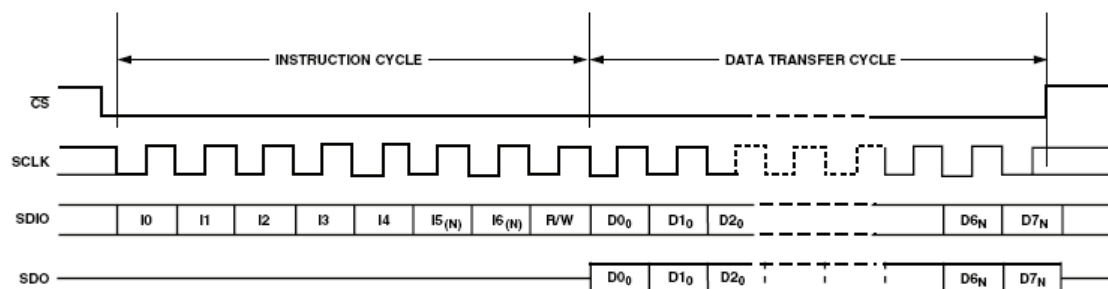 INSTRUCTION CYCLE DATA TRANSFER CYCLE
CS
SCLK
SDIO I0 I1 I2 I3 I4 I5(N) I6(N) R/W D00 D10 D20 D6N D7N
SDO D00 D10 D20 D6N D7N